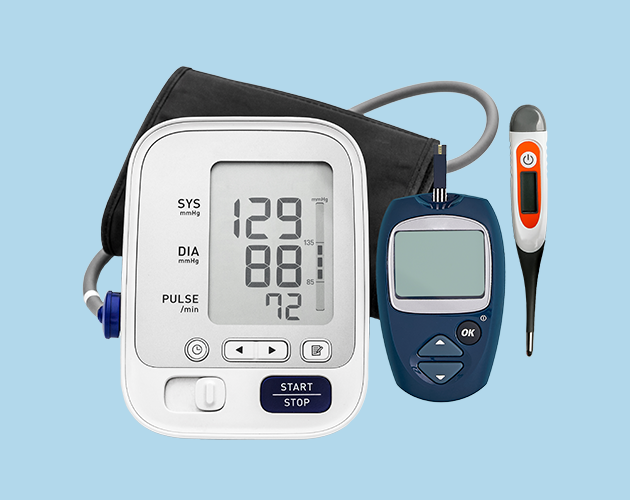 SYS
mmHg
129
mmHg
135
DIA
mmHg
88
85
PULSE
/min
72
START
STOP
OK